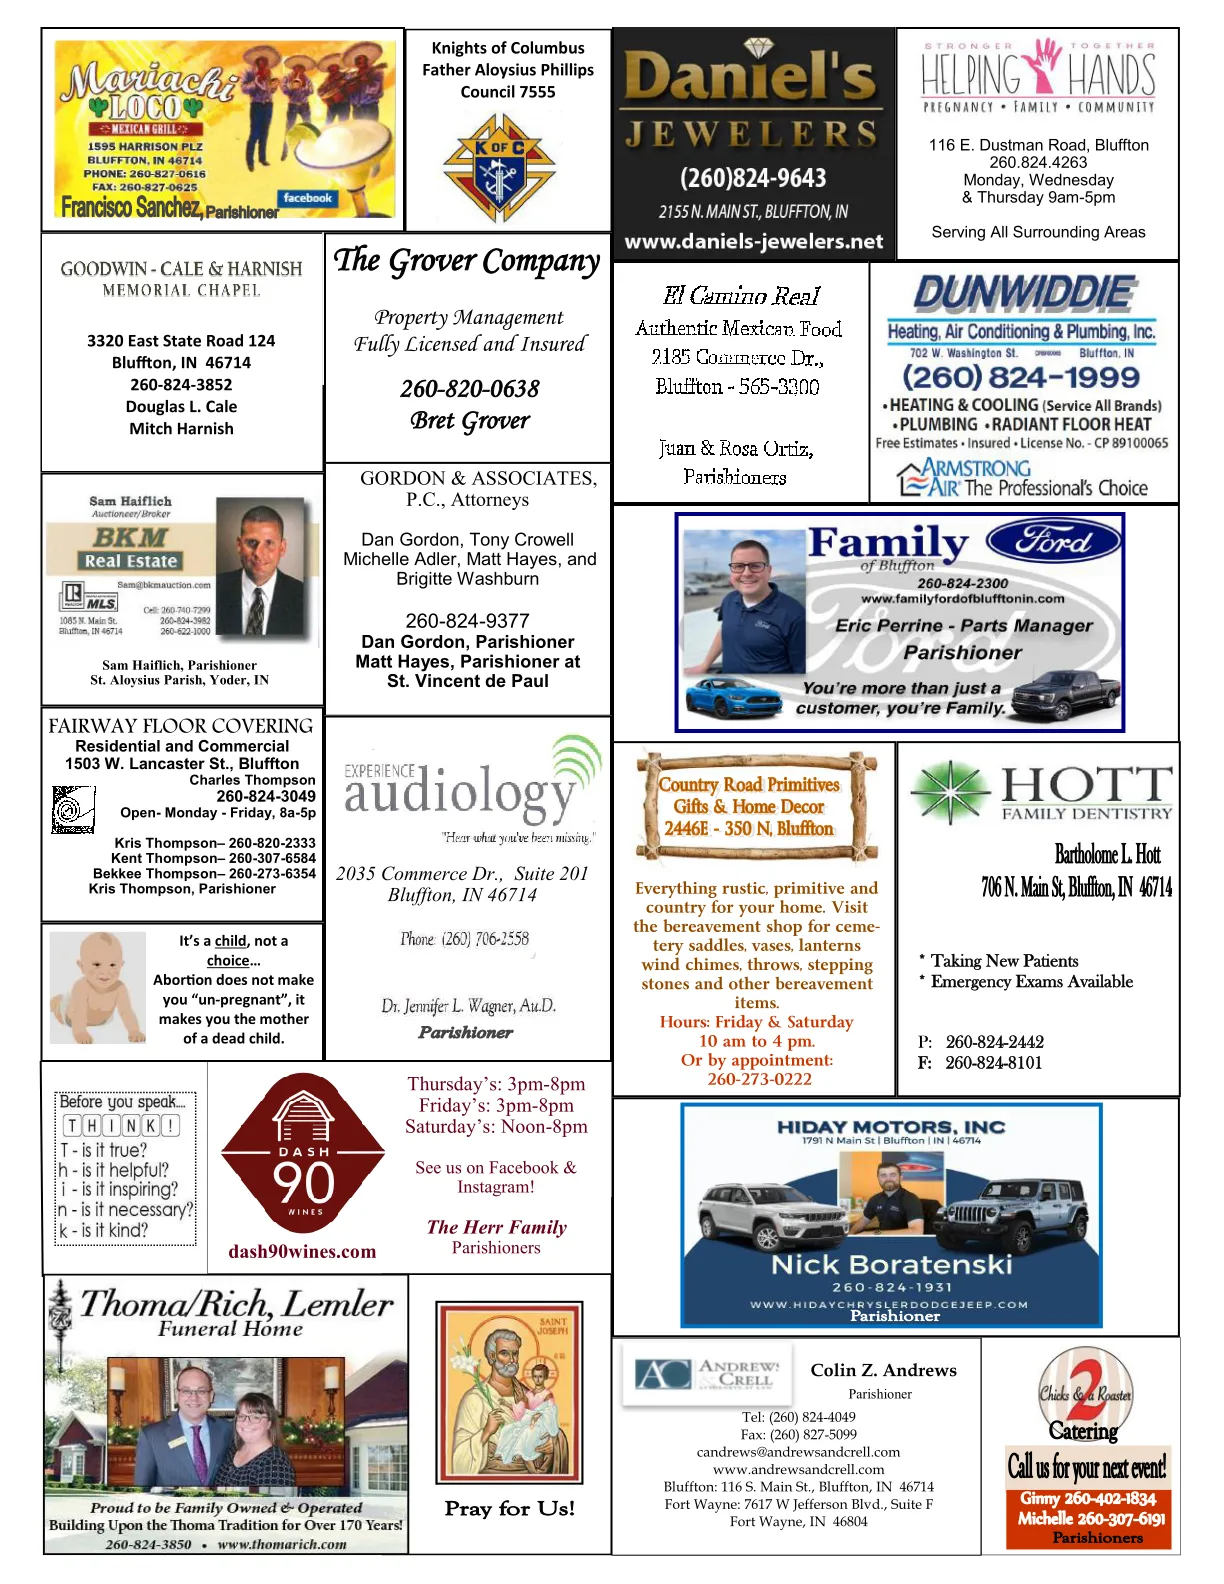 Mariachi
LOCO
MEXICAN GRILL
1595 HARRISON PLZ
BLUFFTON, IN 46714
PHONE: 260-827-0616
FAX: 260-827-0625
facebook
Francisco Sanchez, Parishioner
Knights of Columbus
Father Aloysius Phillips
Council 7555
K OF C
Daniel's
JEWELERS
(260)824-9643
2155 N. MAIN ST., BLUFFTON, IN
www.daniels-jewelers.net
STRONGER TOGETHER
HELPING HANDS
PREGNANCY • FAMILY • COMMUNITY
116 E. Dustman Road, Bluffton
260.824.4263
Monday, Wednesday
& Thursday 9am-5pm
Serving All Surrounding Areas
GOODWIN - CALE & HARNISH
MEMORIAL CHAPEL
3320 East State Road 124
Bluffton, IN 46714
260-824-3852
Douglas L. Cale
Mitch Harnish
The Grover Company
Property Management
Fully Licensed and Insured
260-820-0638
Bret Grover
El Camino Real
Authentic Mexican Food
2185 Commerce Dr.,
Bluffton - 565-3300
Juan & Rosa Ortiz,
Parishioners
DUNWIDDIE
Heating, Air Conditioning & Plumbing, Inc.
702 W. Washington St. Bluffton, IN
(260) 824-1999
• HEATING & COOLING (Service All Brands)
• PLUMBING • RADIANT FLOOR HEAT
Free Estimates • Insured • License No. - CP 89100065
ARMSTRONG
AIR The Professional's Choice
Sam Haiflich
Auctioneer/Broker
BKM
Real Estate
Sam@bkmauction.com
MLS
Cell: 260-740-7299
1085 N. Main St. 260-824-3982
Bluffton, IN 46714 260-622-1000
Sam Haiflich, Parishioner
St. Aloysius Parish, Yoder, IN
GORDON & ASSOCIATES,
P.C., Attorneys
Dan Gordon, Tony Crowell
Michelle Adler, Matt Hayes, and
Brigitte Washburn
260-824-9377
Dan Gordon, Parishioner
Matt Hayes, Parishioner at
St. Vincent de Paul
Family Ford
of Bluffton
260-824-2300
www.familyfordofblufftonin.com
Eric Perrine - Parts Manager
Parishioner
You're more than just a
customer, you're Family.
FAIRWAY FLOOR COVERING
Residential and Commercial
1503 W. Lancaster St., Bluffton
Charles Thompson
260-824-3049
Open- Monday - Friday, 8a-5p
Kris Thompson– 260-820-2333
Kent Thompson– 260-307-6584
Bekkee Thompson– 260-273-6354
Kris Thompson, Parishioner
EXPERIENCE
audiology
"Hear what you've been missing."
2035 Commerce Dr., Suite 201
Bluffton, IN 46714
Phone: (260) 706-2558
Dr. Jennifer L. Wagner, Au.D.
Parishioner
Country Road Primitives
Gifts & Home Decor
2446E - 350 N, Bluffton
Everything rustic, primitive and
country for your home. Visit
the bereavement shop for ceme-
tery saddles, vases, lanterns
wind chimes, throws, stepping
stones and other bereavement
items.
Hours: Friday & Saturday
10 am to 4 pm.
Or by appointment:
260-273-0222
HOTT
FAMILY DENTISTRY
Bartholome L. Hott
706 N. Main St, Bluffton, IN 46714
* Taking New Patients
* Emergency Exams Available
P: 260-824-2442
F: 260-824-8101
It's a child, not a
choice…
Abortion does not make
you "un-pregnant", it
makes you the mother
of a dead child.
Before you speak....
THINK!
T - is it true?
h - is it helpful?
i - is it inspiring?
n - is it necessary?
k - is it kind?
DASH
90
WINES
dash90wines.com
Thursday's: 3pm-8pm
Friday's: 3pm-8pm
Saturday's: Noon-8pm
See us on Facebook &
Instagram!
The Herr Family
Parishioners
HIDAY MOTORS, INC
1791 N Main St | Bluffton | IN | 46714
Nick Boratenski
260-824-1931
WWW.HIDAYCHRYSLERDODGEJEEP.COM
Parishioner
Thoma/Rich, Lemler
Funeral Home
Proud to be Family Owned & Operated
Building Upon the Thoma Tradition for Over 170 Years!
260-824-3850 • www.thomarich.com
SAINT
JOSEPH
Pray for Us!
AC ANDREWS
CRELL
ATTORNEYS AT LAW
Colin Z. Andrews
Parishioner
Tel: (260) 824-4049
Fax: (260) 827-5099
candrews@andrewsandcrell.com
www.andrewsandcrell.com
Bluffton: 116 S. Main St., Bluffton, IN 46714
Fort Wayne: 7617 W Jefferson Blvd., Suite F
Fort Wayne, IN 46804
2
Chicks & a Roaster
Catering
Call us for your next event!
Ginny 260-402-1834
Michelle 260-307-6191
Parishioners